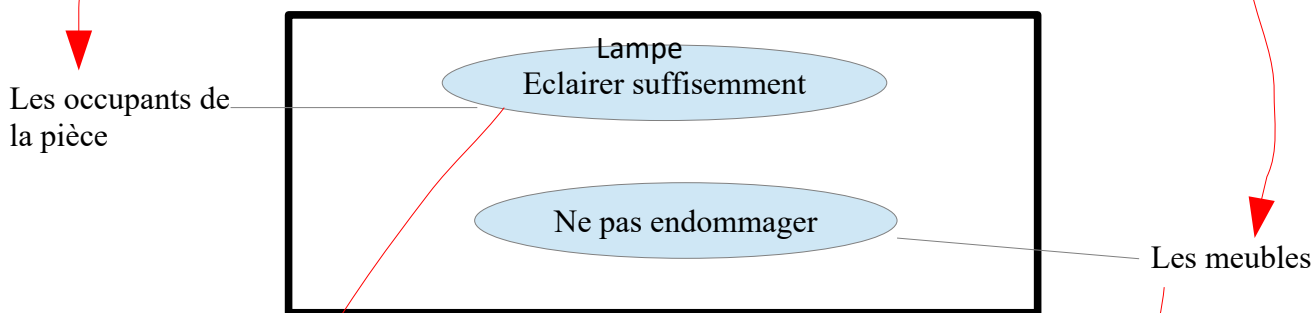 Lampe
Eclairer suffisemment
Les occupants de
la pièce
Ne pas endommager
Les meubles